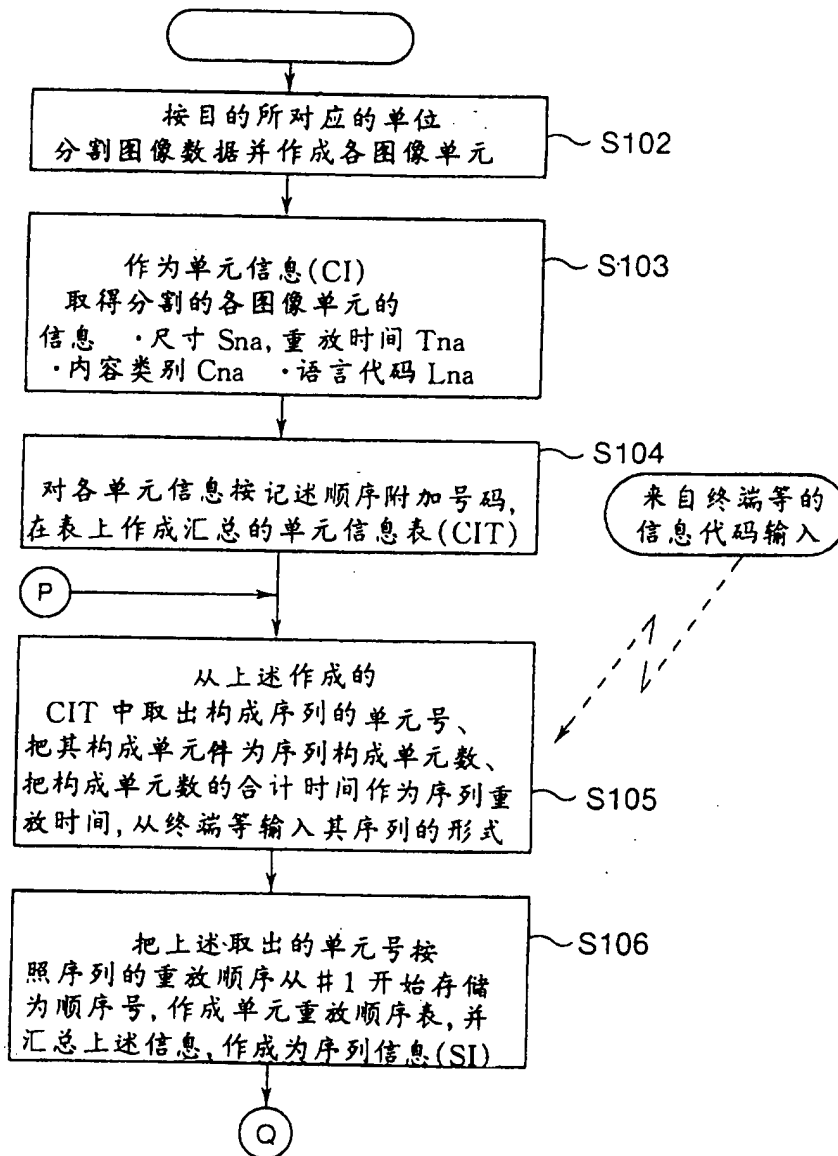 按目的所对应的单位
分割图像数据并作成各图像单元
S102
作为单元信息(CI)
取得分割的各图像单元的
信息 ·尺寸 Sna,重放时间 Tna
·内容类别 Cna ·语言代码 Lna
S103
对各单元信息按记述顺序附加号码,
在表上作成汇总的单元信息表(CIT)
S104
来自终端等的
信息代码输入
P
从上述作成的
CIT 中取出构成序列的单元号、
把其构成单元件为序列构成单元数、
把构成单元数的合计时间作为序列重
放时间,从终端等输入其序列的形式
S105
把上述取出的单元号按
照序列的重放顺序从#1开始存储
为顺序号,作成单元重放顺序表,并
汇总上述信息,作成为序列信息(SI)
S106
Q